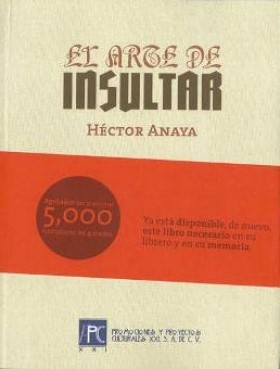 EL ARTE DE
INSULTAR
HÉCTOR ANAYA
5,000
Ya está disponible, de nuevo,
este libro necesario en su
librero y en su memoria.
PPC
XXI
PROMOCIONES Y PROYECTOS
CULTURALES XXI, S. A. DE C. V.